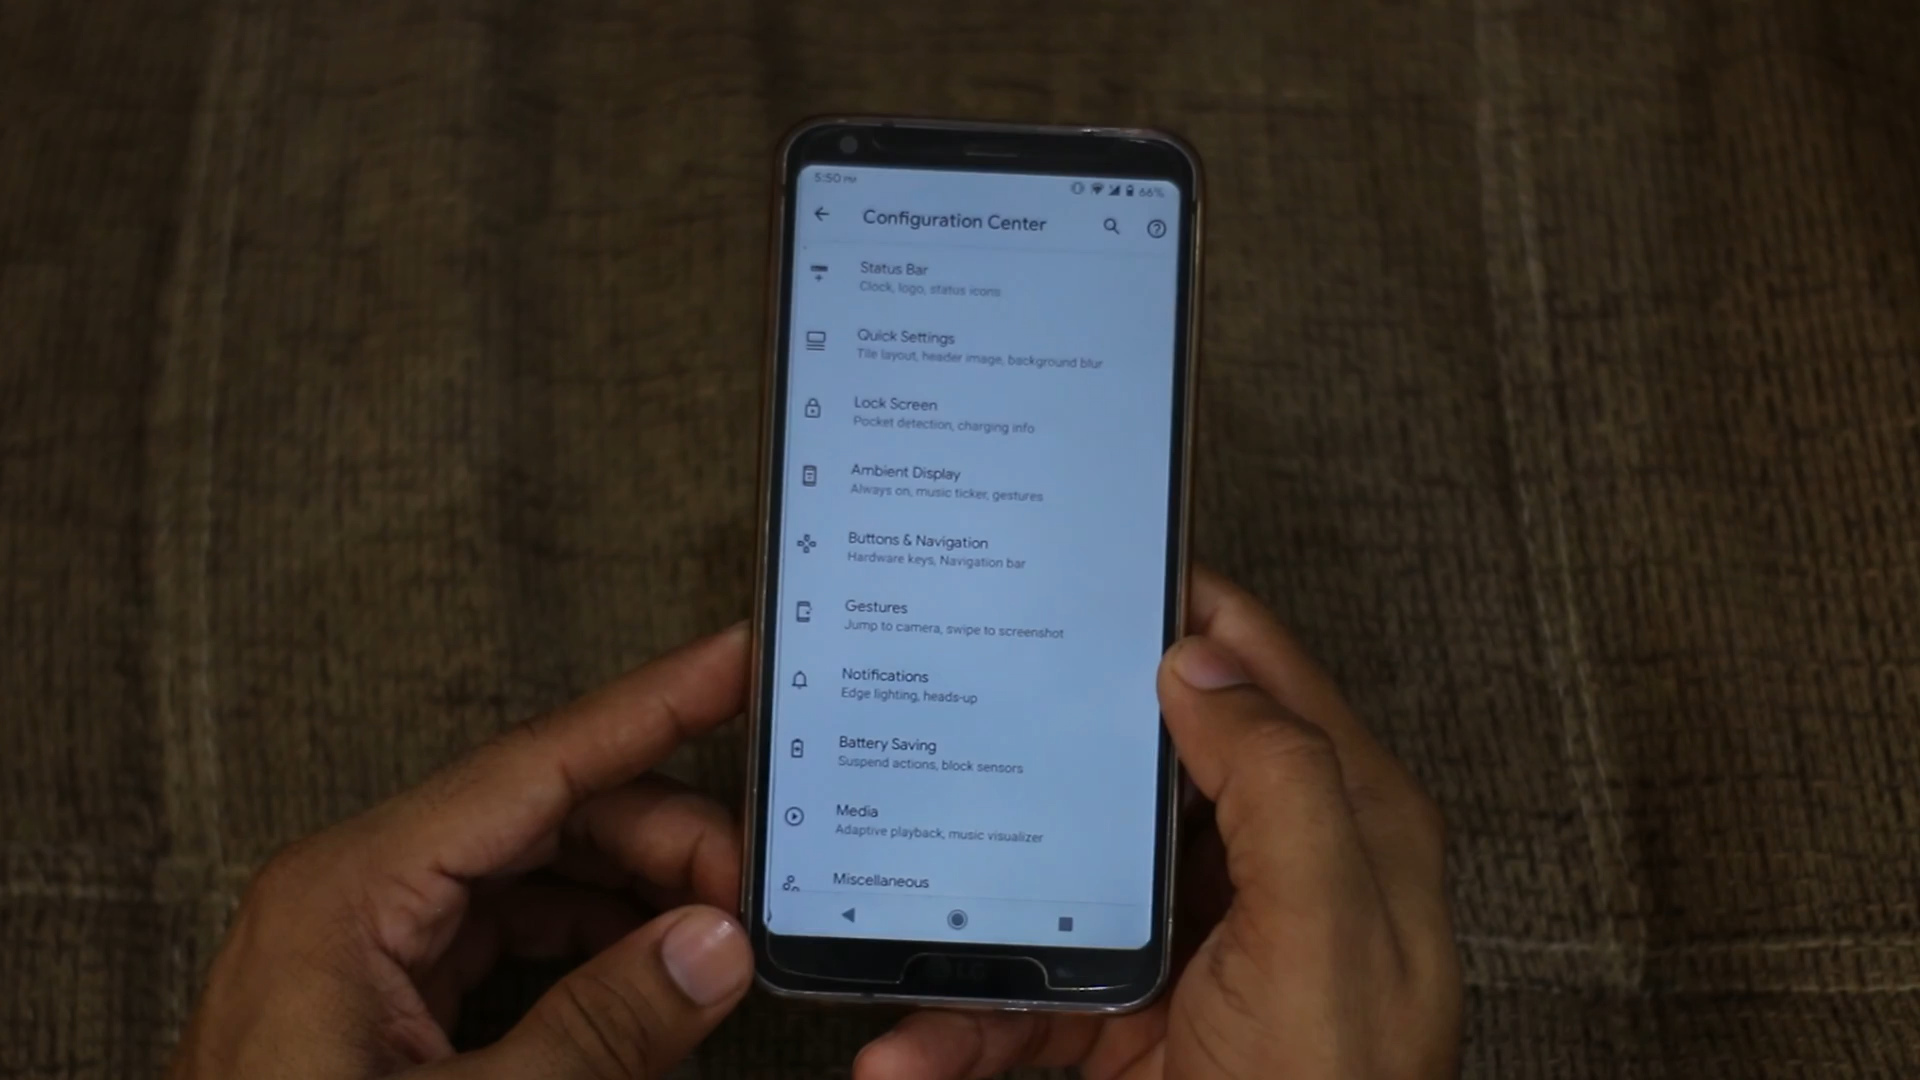 5:50 PM
66%
Configuration Center
Status Bar
Clock, logo, status icons
Quick Settings
Tile layout, header image, background blur
Lock Screen
Pocket detection, charging info
Ambient Display
Always on, music ticker, gestures
Buttons & Navigation
Hardware keys, Navigation bar
Gestures
Jump to camera, swipe to screenshot
Notifications
Edge lighting, heads-up
Battery Saving
Suspend actions, block sensors
Media
Adaptive playback, music visualizer
Miscellaneous
LG